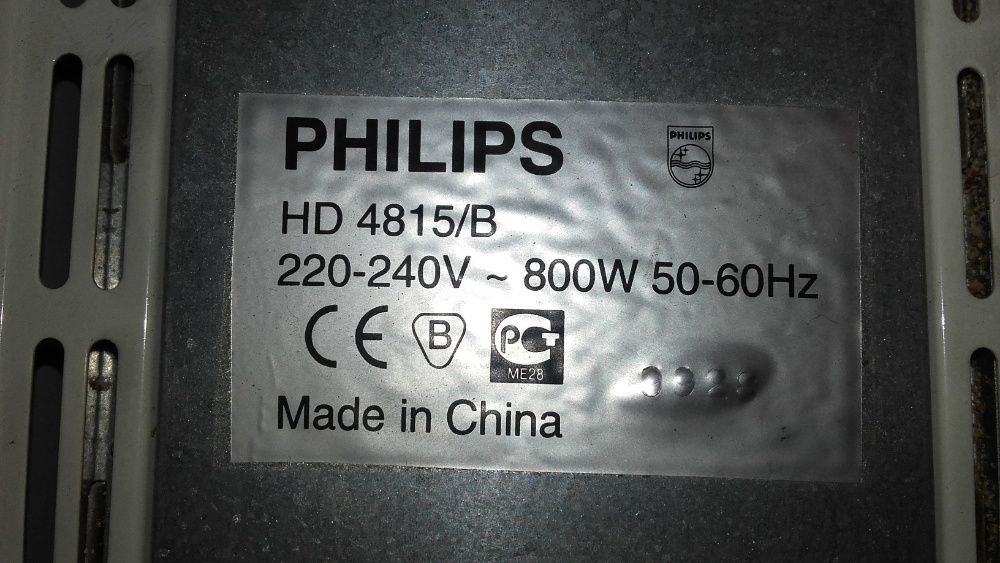 PHILIPS
PHILIPS
HD 4815/B
220-240V ~ 800W 50-60Hz
CE B PCT
ME28
Made in China